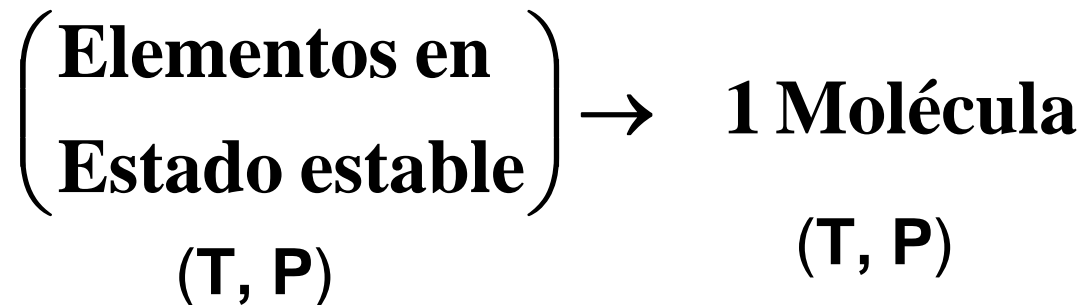 Elementos en
Estado estable → 1 Molécula
(T, P) (T, P)